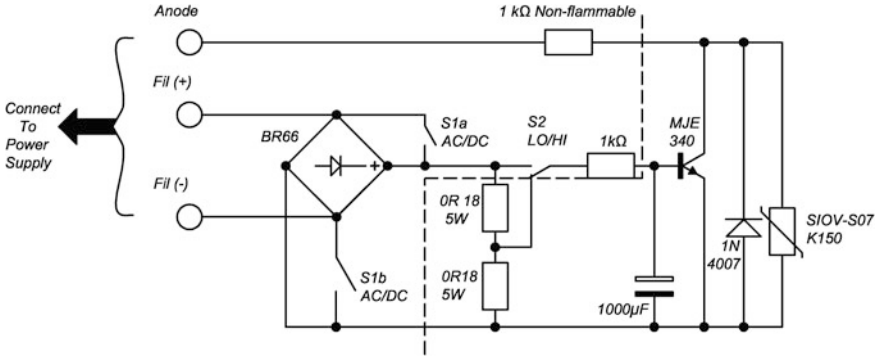 Anode
1 kΩ Non-flammable
Fil (+)
Connect
To
Power
Supply
BR66
S1a
AC/DC
S2
LO/HI
MJE
340
+
1kΩ
Fil (-)
0R 18
5W
SIOV-S07
K150
1N
4007
S1b
AC/DC
0R18
5W
1000µF